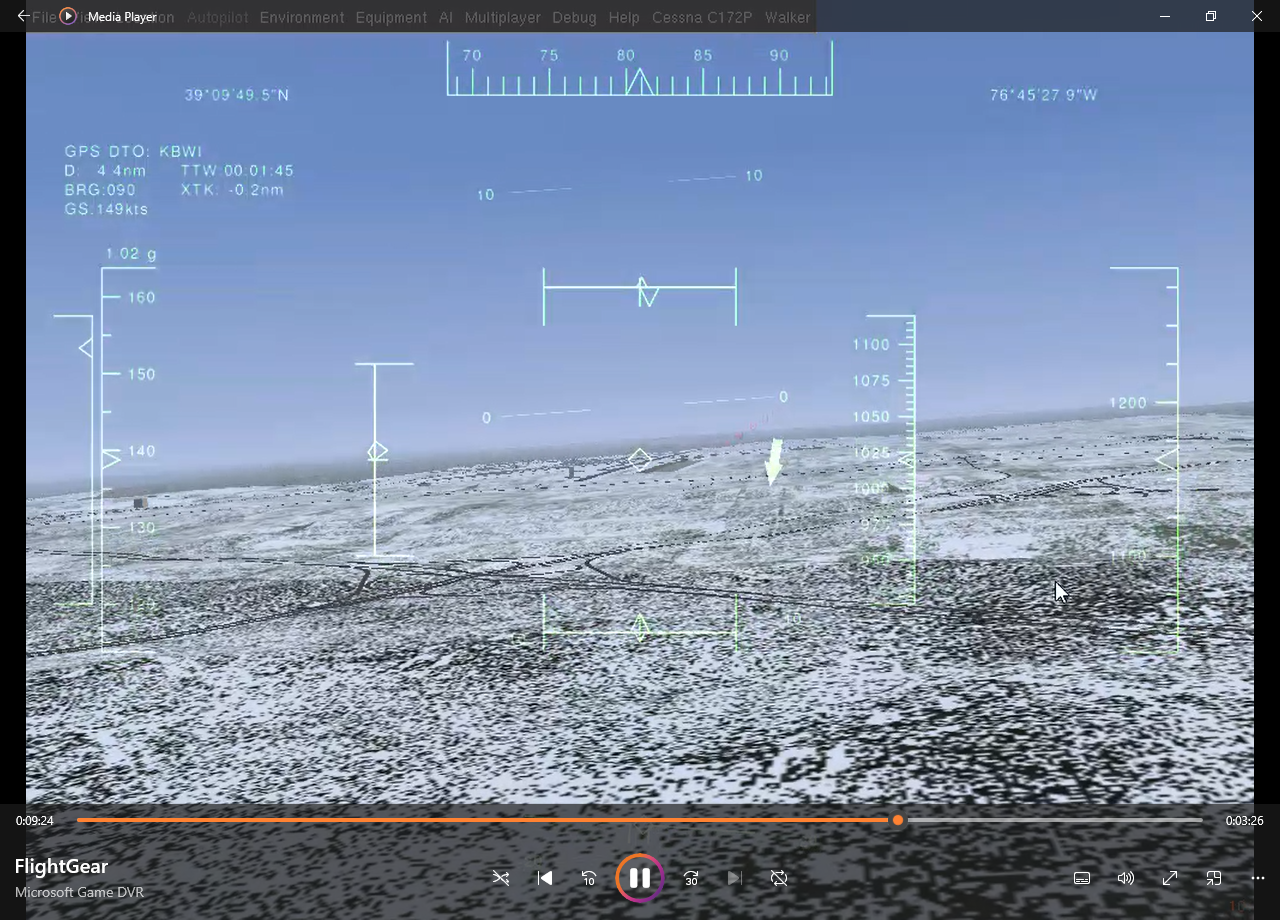 File Autopilot Environment Equipment AI Multiplayer Debug Help Cessna C172P Walker
Media Player
70 75 80 85 90
39°09'49.5"N
76°45'27.9"W
GPS DTO: KBWI
D: 4.4nm TTW:00:01:45
BRG:090 XTK: -0.2nm
GS:149kts
10 10
1.02 g
160
150
140
130
0 0
1100
1075
1050
1025
1200
10
0:09:24
0:03:26
FlightGear
Microsoft Game DVR
10
30